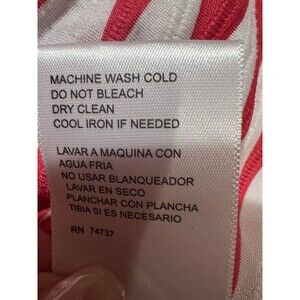 MACHINE WASH COLD
DO NOT BLEACH
DRY CLEAN
COOL IRON IF NEEDED
LAVAR A MAQUINA CON
AGUA FRIA
NO USAR BLANQUEADOR
LAVAR EN SECO
PLANCHAR CON PLANCHA
TIBIA SI ES NECESARIO
RN 74737